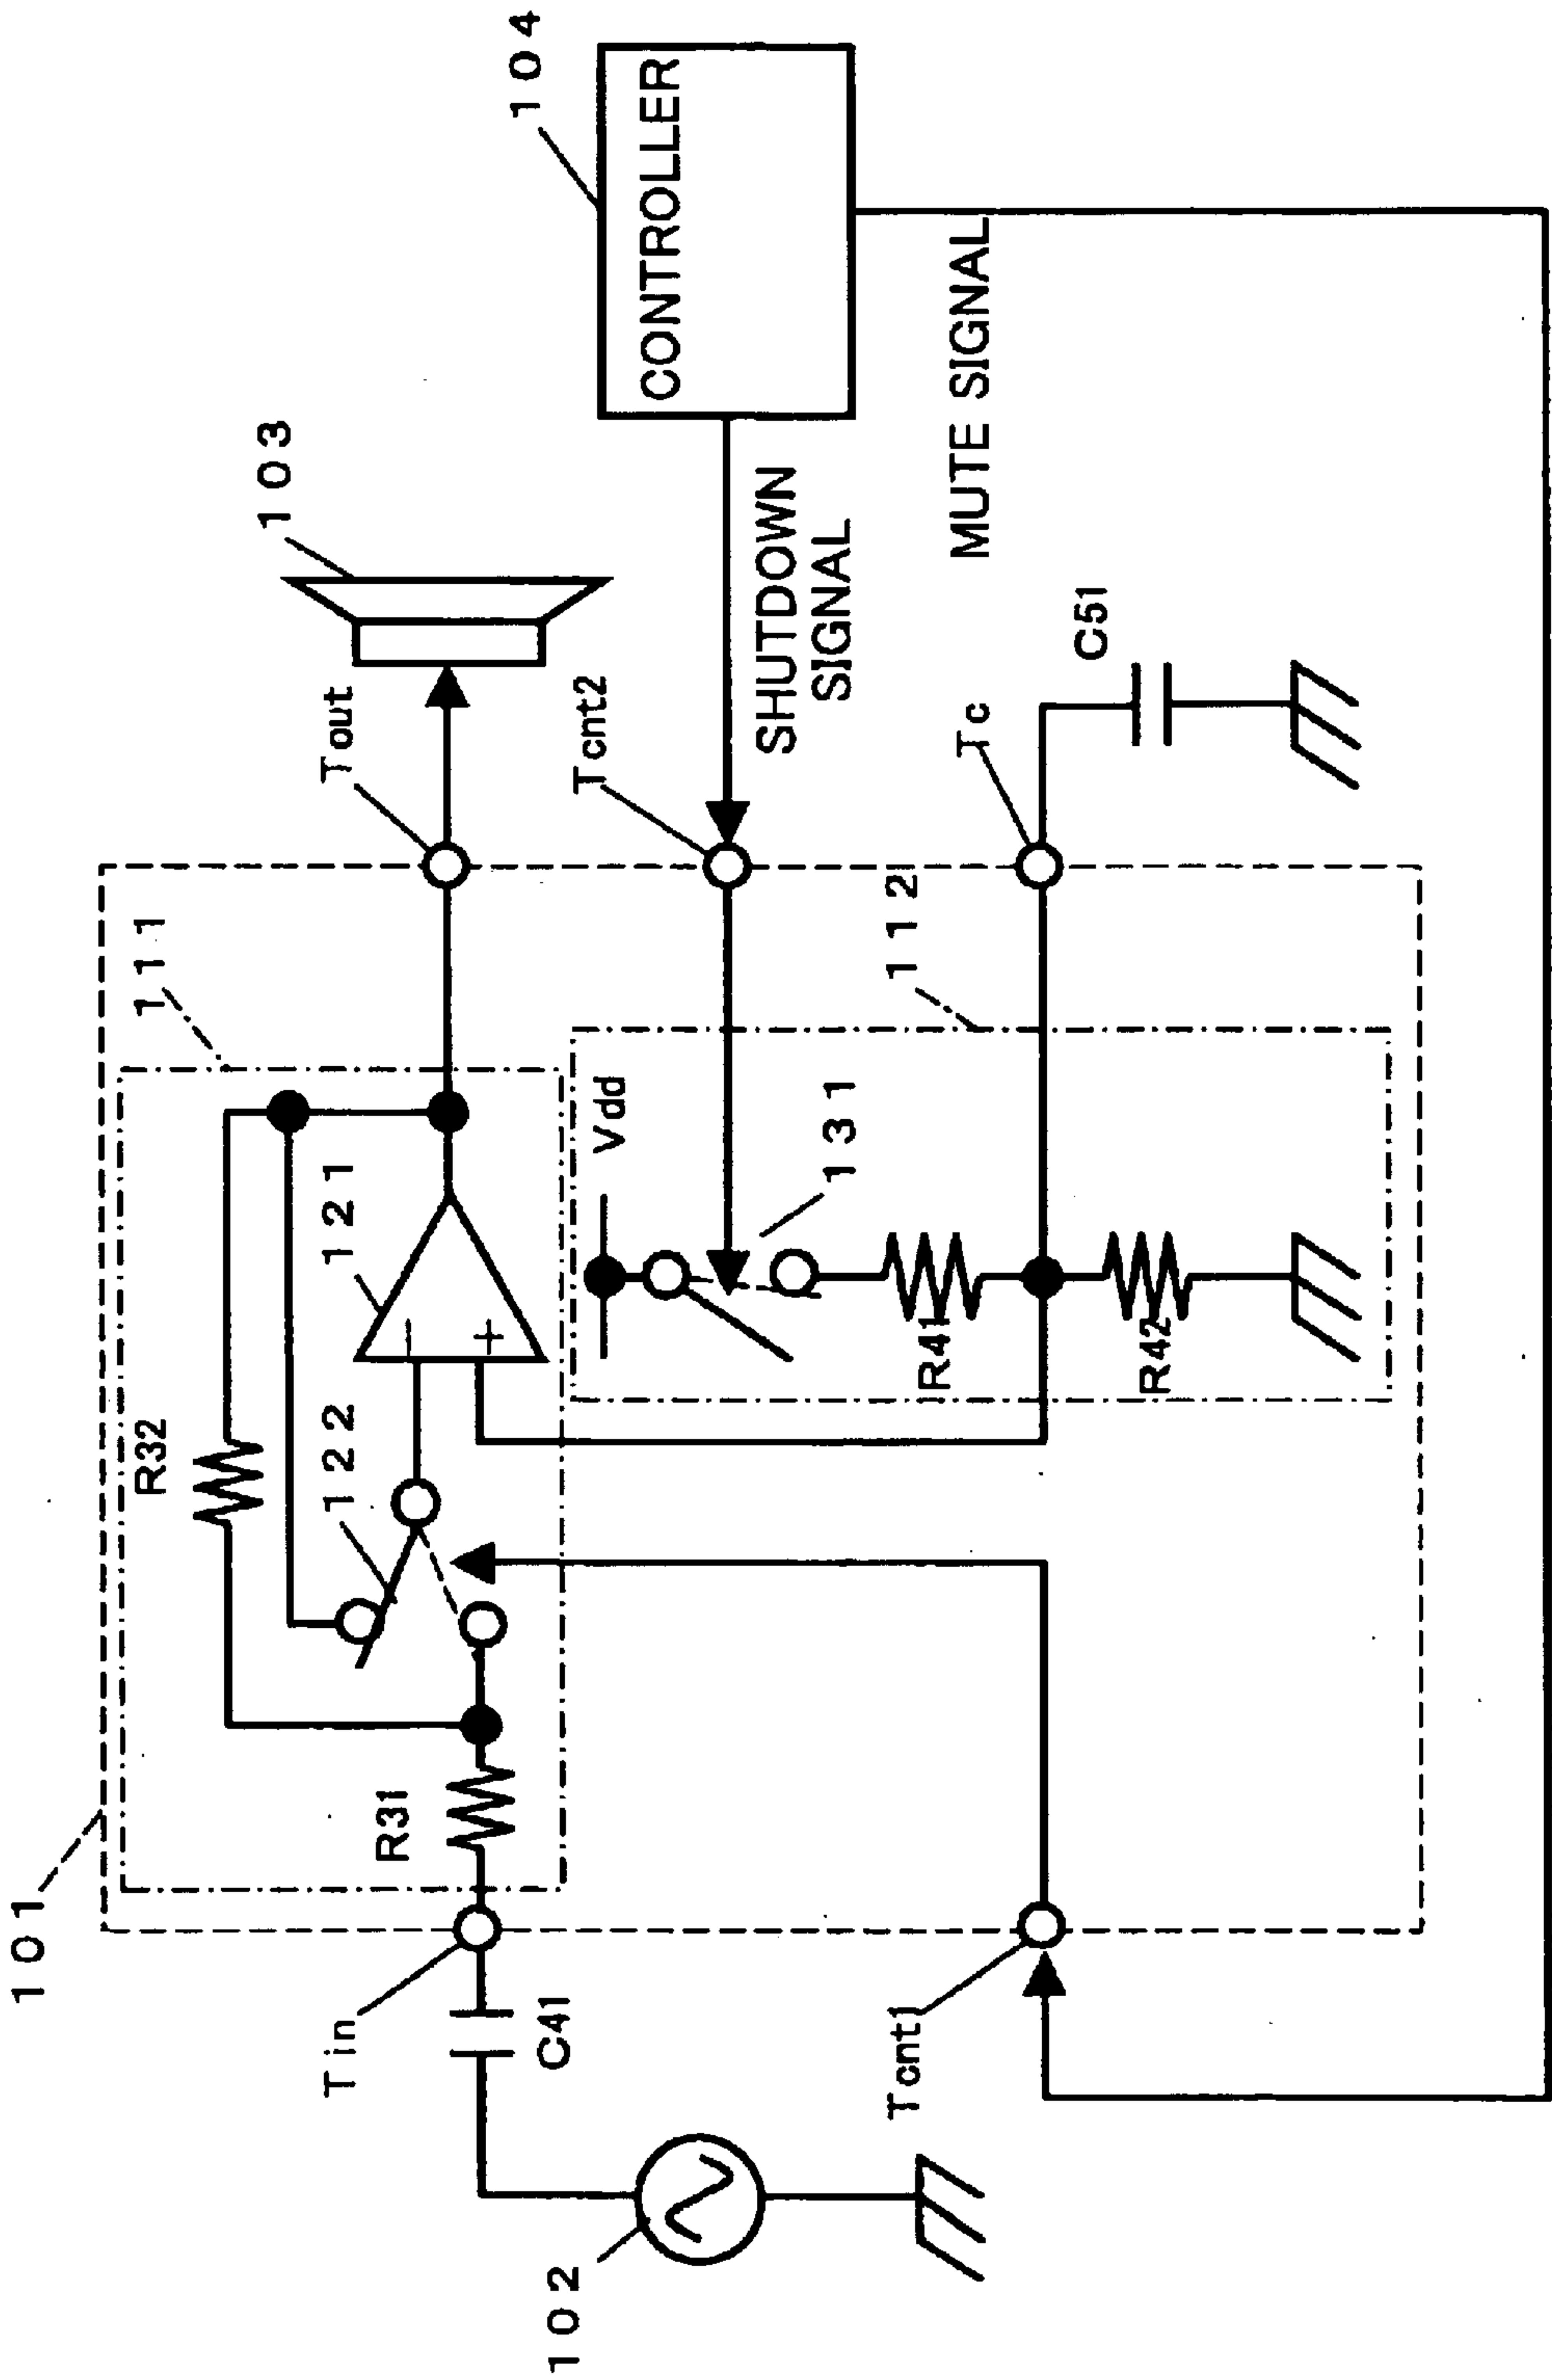 101
111
R32
122
121
Tout
103
Tin
R31
C41
102
Tcnt1
Vdd
131
R41
R42
112
Tcnt2
SHUTDOWN
SIGNAL
Tc
C51
104
CONTROLLER
MUTE SIGNAL
−
+